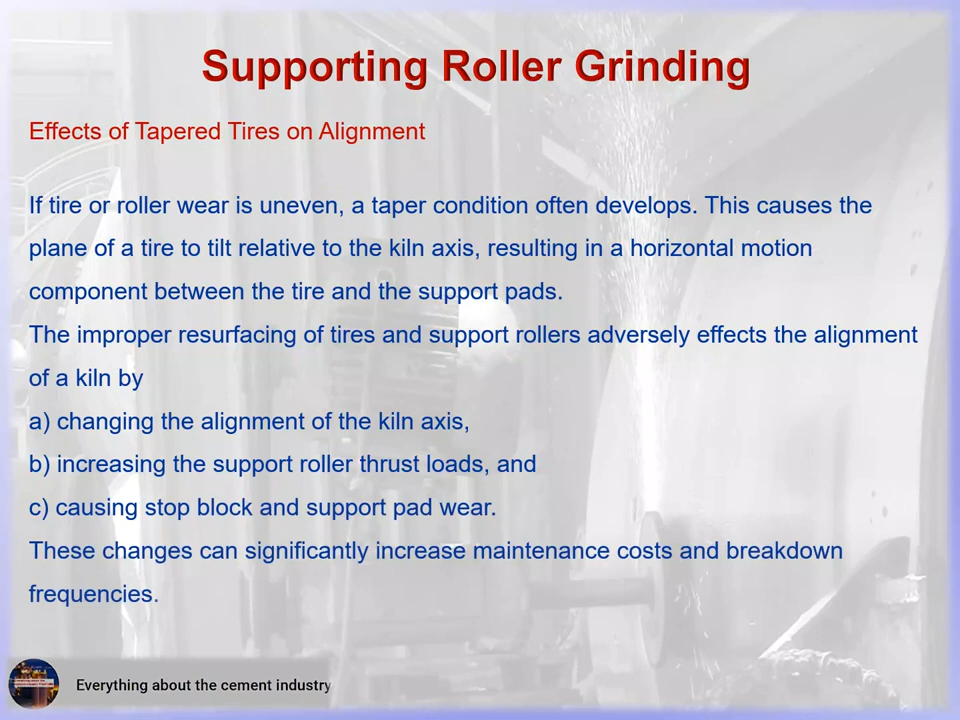 Supporting Roller Grinding
Effects of Tapered Tires on Alignment
If tire or roller wear is uneven, a taper condition often develops. This causes the
plane of a tire to tilt relative to the kiln axis, resulting in a horizontal motion
component between the tire and the support pads.
The improper resurfacing of tires and support rollers adversely effects the alignment
of a kiln by
a) changing the alignment of the kiln axis,
b) increasing the support roller thrust loads, and
c) causing stop block and support pad wear.
These changes can significantly increase maintenance costs and breakdown
frequencies.
Everything about the cement industry